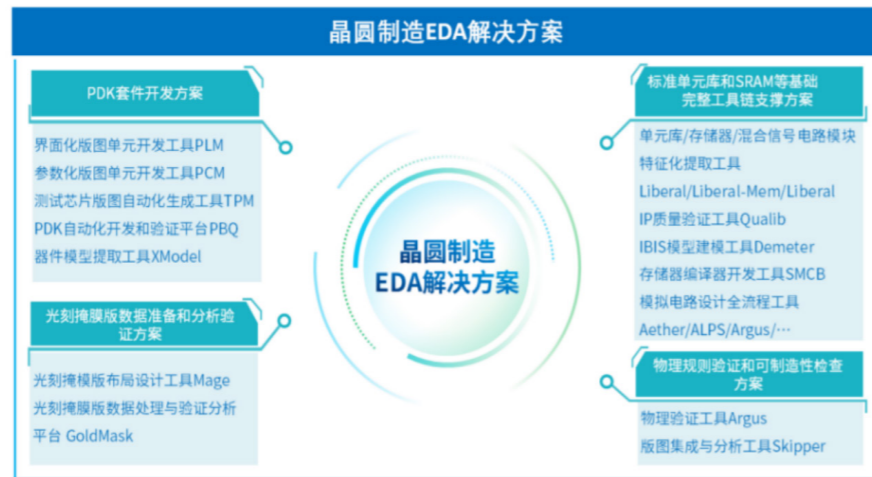 晶圆制造EDA解决方案
PDK套件开发方案
界面化版图单元开发工具PLM
参数化版图单元开发工具PCM
测试芯片版图自动化生成工具TPM
PDK自动化开发和验证平台PBQ
器件模型提取工具XModel
光刻掩膜版数据准备和分析验
证方案
光刻掩模版布局设计工具Mage
光刻掩膜版数据处理与验证分析
平台 GoldMask
晶圆制造
EDA解决方案
标准单元库和SRAM等基础
完整工具链支撑方案
单元库/存储器/混合信号电路模块
特征化提取工具
Liberal/Liberal-Mem/Liberal
IP质量验证工具Qualib
IBIS模型建模工具Demeter
存储器编译器开发工具SMCB
模拟电路设计全流程工具
Aether/ALPS/Argus/…
物理规则验证和可制造性检查
方案
物理验证工具Argus
版图集成与分析工具Skipper